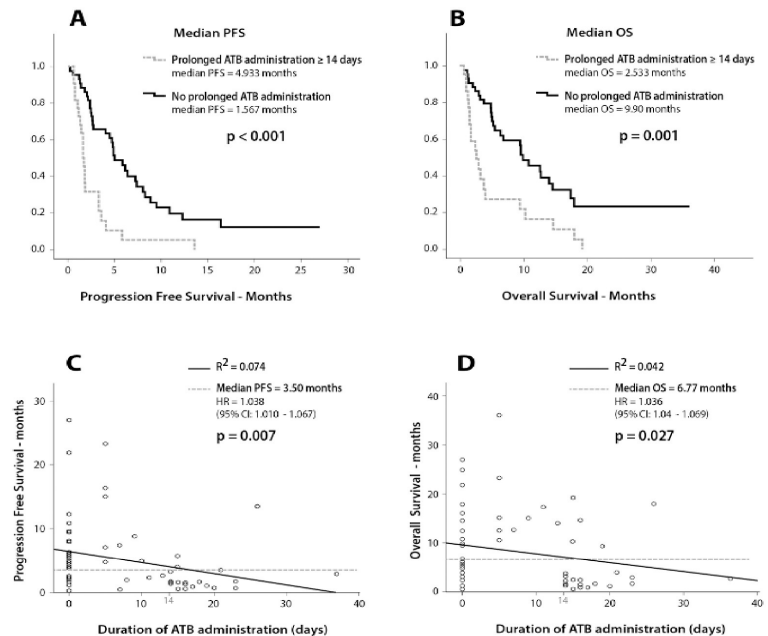 A
Median PFS
Prolonged ATB administration ≥ 14 days
median PFS = 4.933 months
No prolonged ATB administration
median PFS = 1.567 months
p < 0.001
1.0
0.8
0.6
0.4
0.2
0.0
0 5 10 15 20 25 30
Progression Free Survival - Months
B
Median OS
Prolonged ATB administration ≥ 14 days
median OS = 2.533 months
No prolonged ATB administration
median OS = 9.90 months
p = 0.001
1.0
0.8
0.6
0.4
0.2
0.0
0 10 20 30 40
Overall Survival - Months
C
R2 = 0.074
Median PFS = 3.50 months
HR = 1.038
(95% CI: 1.010 - 1.067)
p = 0.007
Progression Free Survival - months
30
20
10
0
0 10 14 20 30 40
Duration of ATB administration (days)
D
R2 = 0.042
Median OS = 6.77 months
HR = 1.036
(95% CI: 1.04 - 1.069)
p = 0.027
Overall Survival - months
40
30
20
10
0
0 10 14 20 30 40
Duration of ATB administration (days)